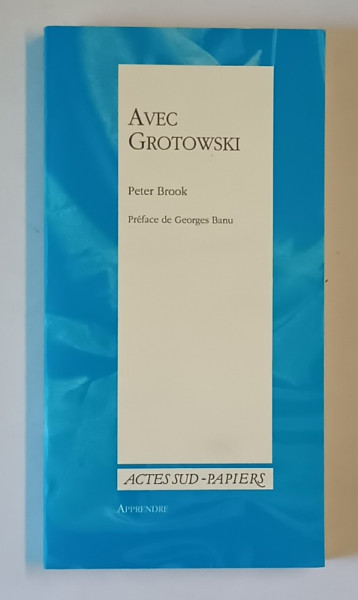 AVEC
GROTOWSKI
Peter Brook
Préface de Georges Banu
ACTES SUD-PAPIERS
APPRENDRE